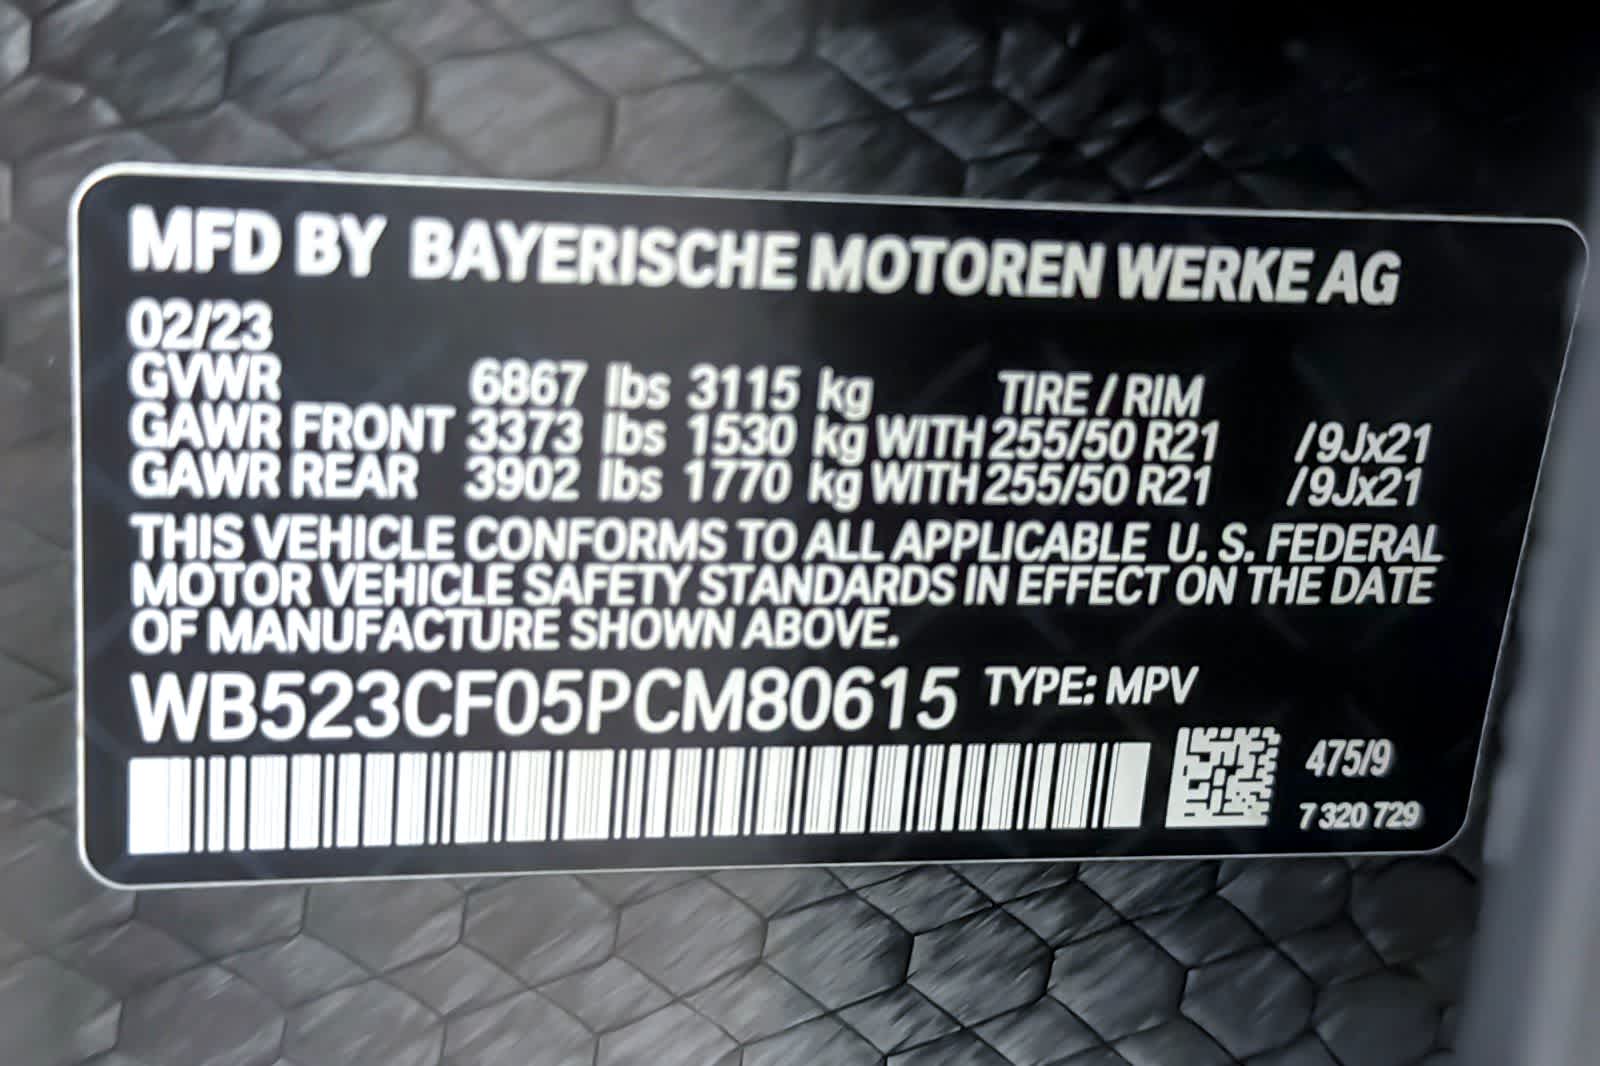 MFD BY BAYERISCHE MOTOREN WERKE AG
02/23
GVWR 6867 lbs 3115 kg TIRE / RIM
GAWR FRONT 3373 lbs 1530 kg WITH 255/50 R21 /9Jx21
GAWR REAR 3902 lbs 1770 kg WITH 255/50 R21 /9Jx21
THIS VEHICLE CONFORMS TO ALL APPLICABLE U. S. FEDERAL
MOTOR VEHICLE SAFETY STANDARDS IN EFFECT ON THE DATE
OF MANUFACTURE SHOWN ABOVE.
WB523CF05PCM80615 TYPE: MPV
475/9
7 320 729